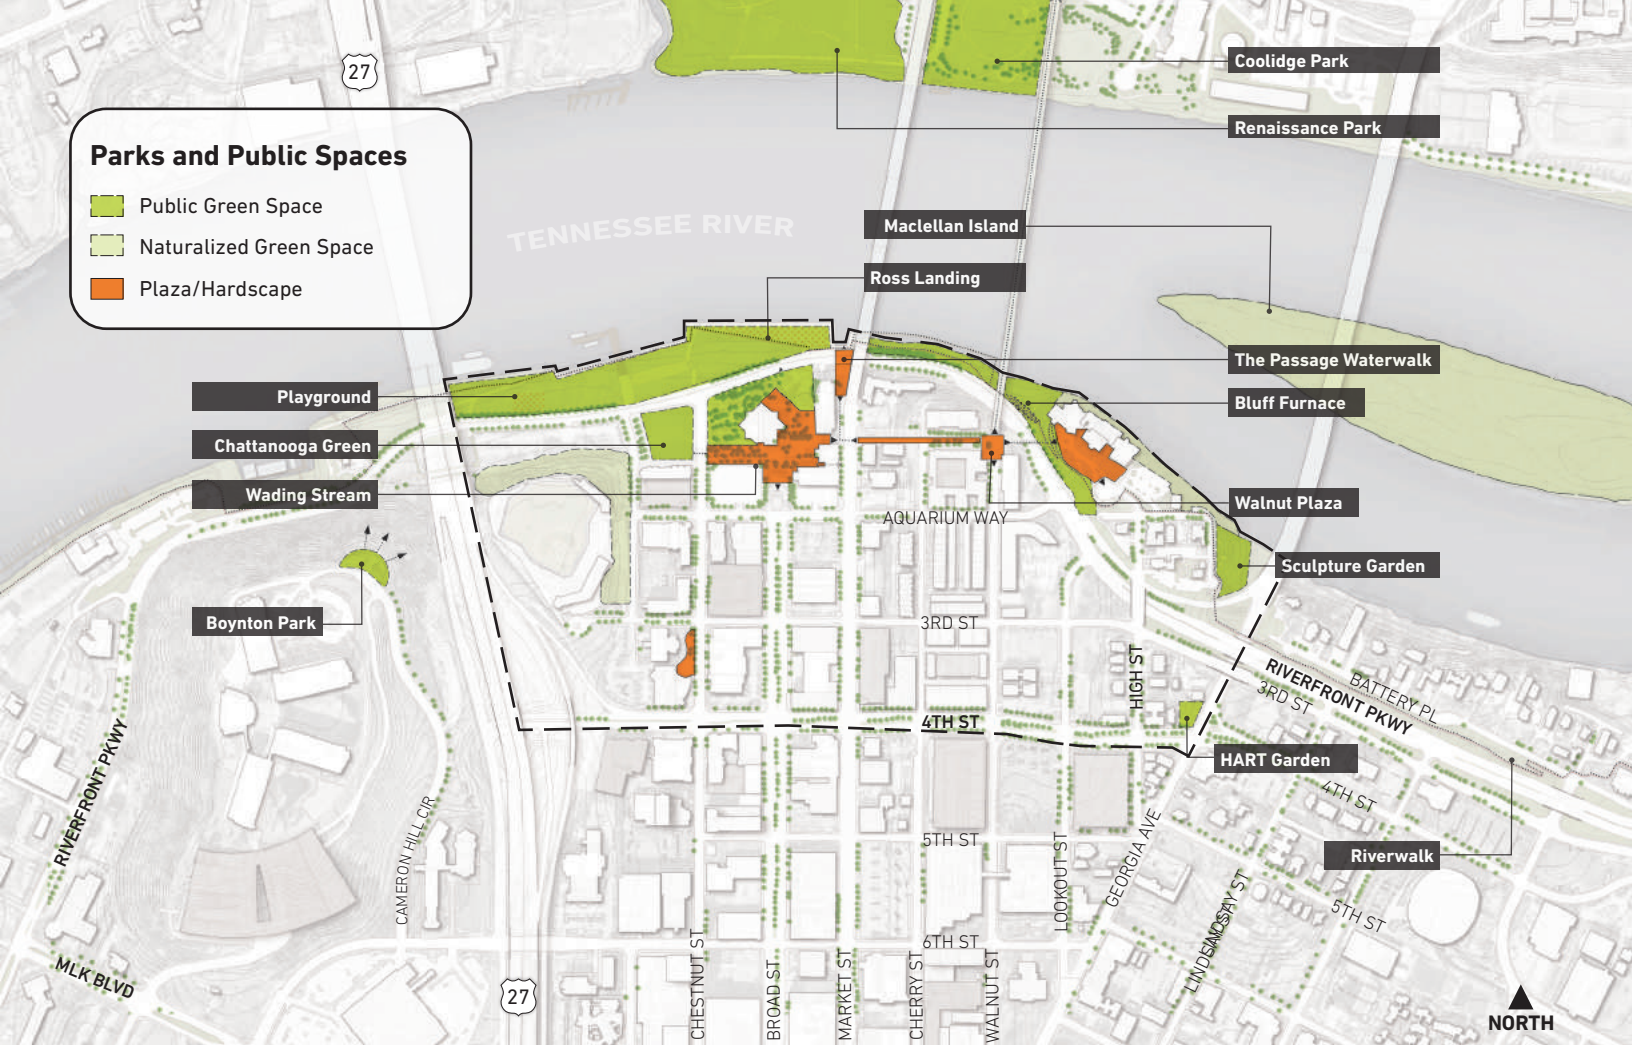 27
Coolidge Park
Renaissance Park
Parks and Public Spaces
Public Green Space
Naturalized Green Space
Plaza/Hardscape
TENNESSEE RIVER
Maclellan Island
Ross Landing
The Passage Waterwalk
Playground
Bluff Furnace
Chattanooga Green
Wading Stream
Walnut Plaza
AQUARIUM WAY
Sculpture Garden
Boynton Park
3RD ST
HIGH ST
RIVERFRONT PKWY
BATTERY PL
3RD ST
4TH ST
HART Garden
RIVERFRONT PKWY
4TH ST
CAMERON HILL CIR
5TH ST
LOOKOUT ST
GEORGIA AVE
Riverwalk
LINDSAY ST
LINDSAY ST
5TH ST
6TH ST
MLK BLVD
27
CHESTNUT ST
BROAD ST
MARKET ST
CHERRY ST
WALNUT ST
NORTH